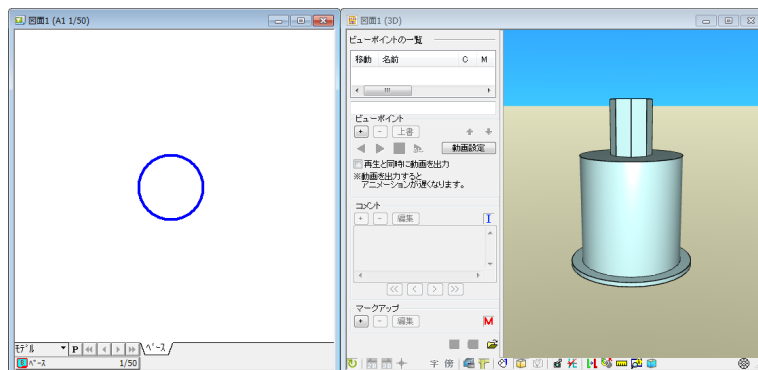 図面1 (A1 1/50)
図面1 (3D)
ビューポイントの一覧
移動 名前 C M
ビューポイント
+ - 上書
動画設定
再生と同時に動画を出力
※動画を出力すると
アニメーションが遅くなります。
コメント
+ - 編集 I
<< < > >>
マークアップ
+ - 編集 M
モデル P ベース
ベース 1/50
字 傍